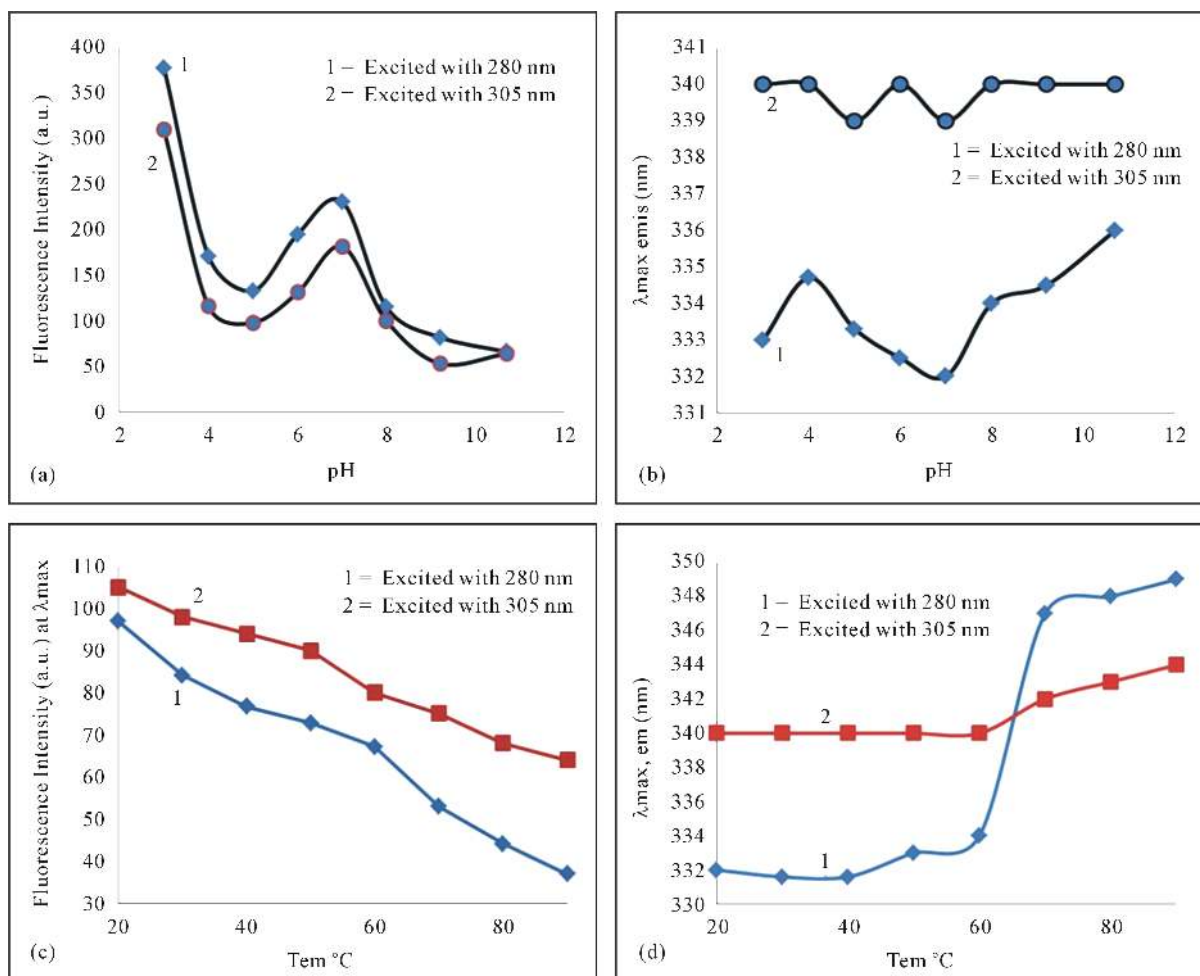 400
350
300
250
200
150
100
50
0
Fluorescence Intensity (a.u.)
1
2
1 – Excited with 280 nm
2 = Excited with 305 nm
2 4 6 8 10 12
pH
(a)
341
340
339
338
337
336
335
334
333
332
331
λmax emis (nm)
2
1 = Excited with 280 nm
2 = Excited with 305 nm
1
2 4 6 8 10 12
pH
(b)
110
100
90
80
70
60
50
40
30
Fluorescence Intensity (a.u.) at λmax
1 = Excited with 280 nm
2 = Excited with 305 nm
2
1
20 40 60 80
Tem °C
(c)
350
348
346
344
342
340
338
336
334
332
330
λmax, em (nm)
1 – Excited with 280 nm
2 – Excited with 305 nm
2
1
20 40 60 80
Tem °C
(d)